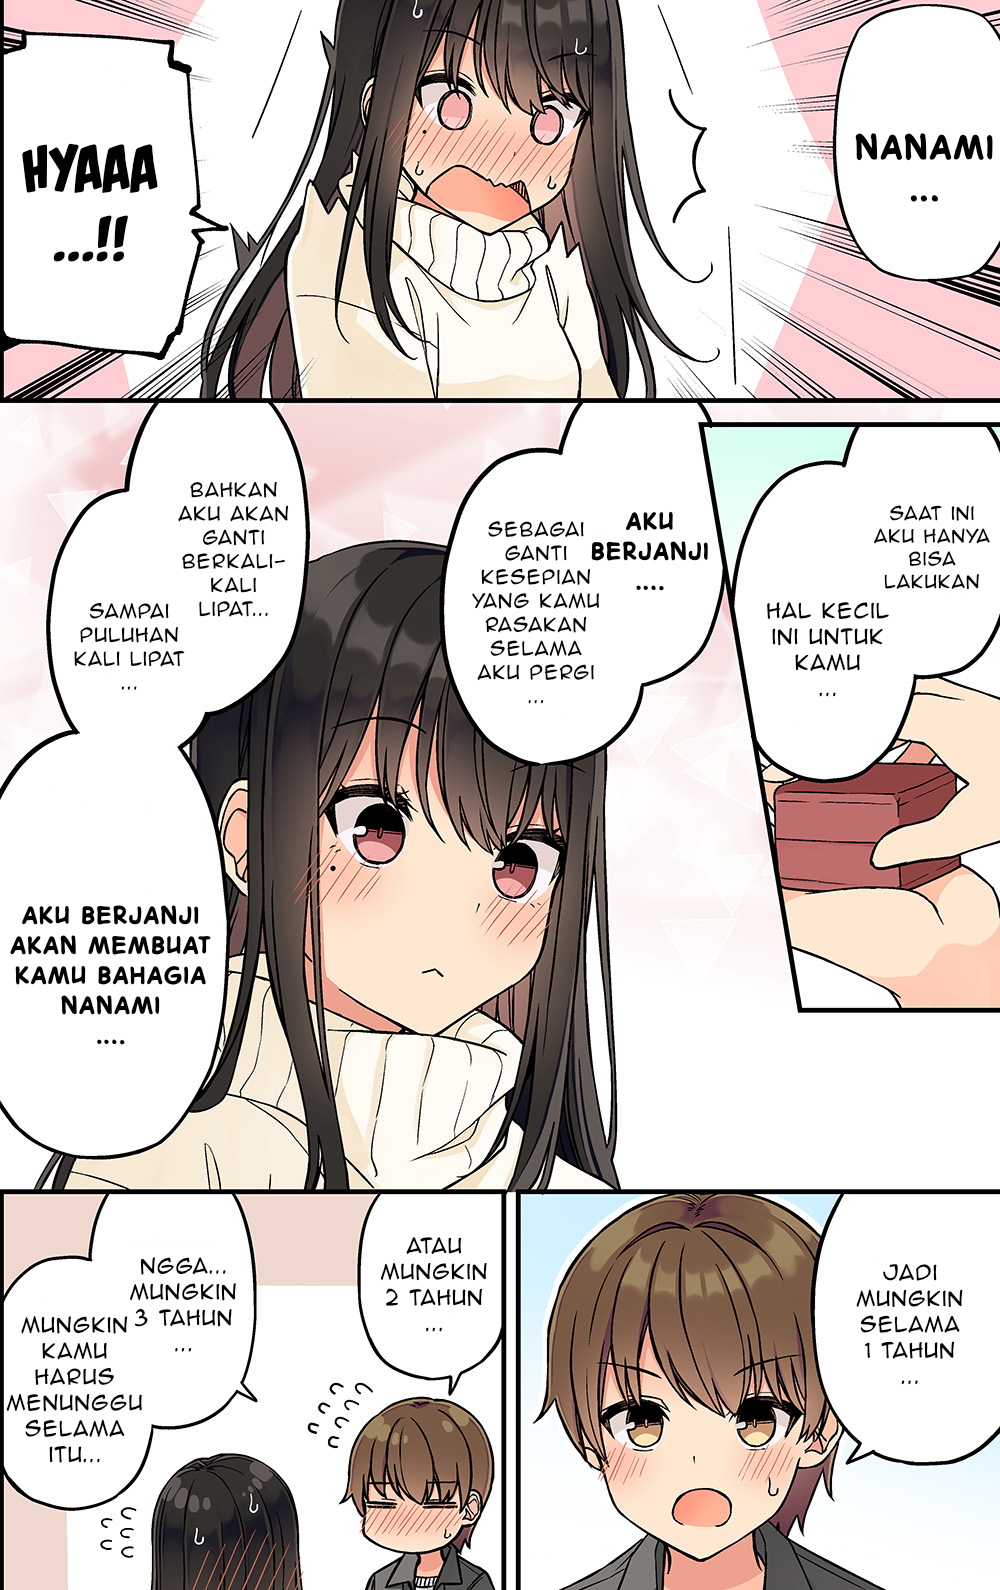 NANAMI
...
HYAAA
...!!
SAAT INI
AKU HANYA
BISA
LAKUKAN
HAL KECIL
INI UNTUK
KAMU
...
AKU
BERJANJI
....
SEBAGAI
GANTI
KESEPIAN
YANG KAMU
RASAKAN
SELAMA
AKU PERGI
...
BAHKAN
AKU AKAN
GANTI
BERKALI-
KALI
LIPAT...
SAMPAI
PULUHAN
KALI LIPAT
...
AKU BERJANJI
AKAN MEMBUAT
KAMU BAHAGIA
NANAMI
....
JADI
MUNGKIN
SELAMA
1 TAHUN
...
ATAU
MUNGKIN
2 TAHUN
...
NGGA...
MUNGKIN
3 TAHUN
...
MUNGKIN
KAMU
HARUS
MENUNGGU
SELAMA
ITU...